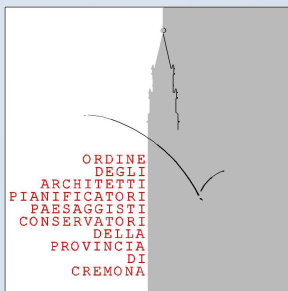 ORDINE
DEGLI
ARCHITETTI
PIANIFICATORI
PAESAGGISTI
CONSERVATORI
DELLA
PROVINCIA
DI
CREMONA